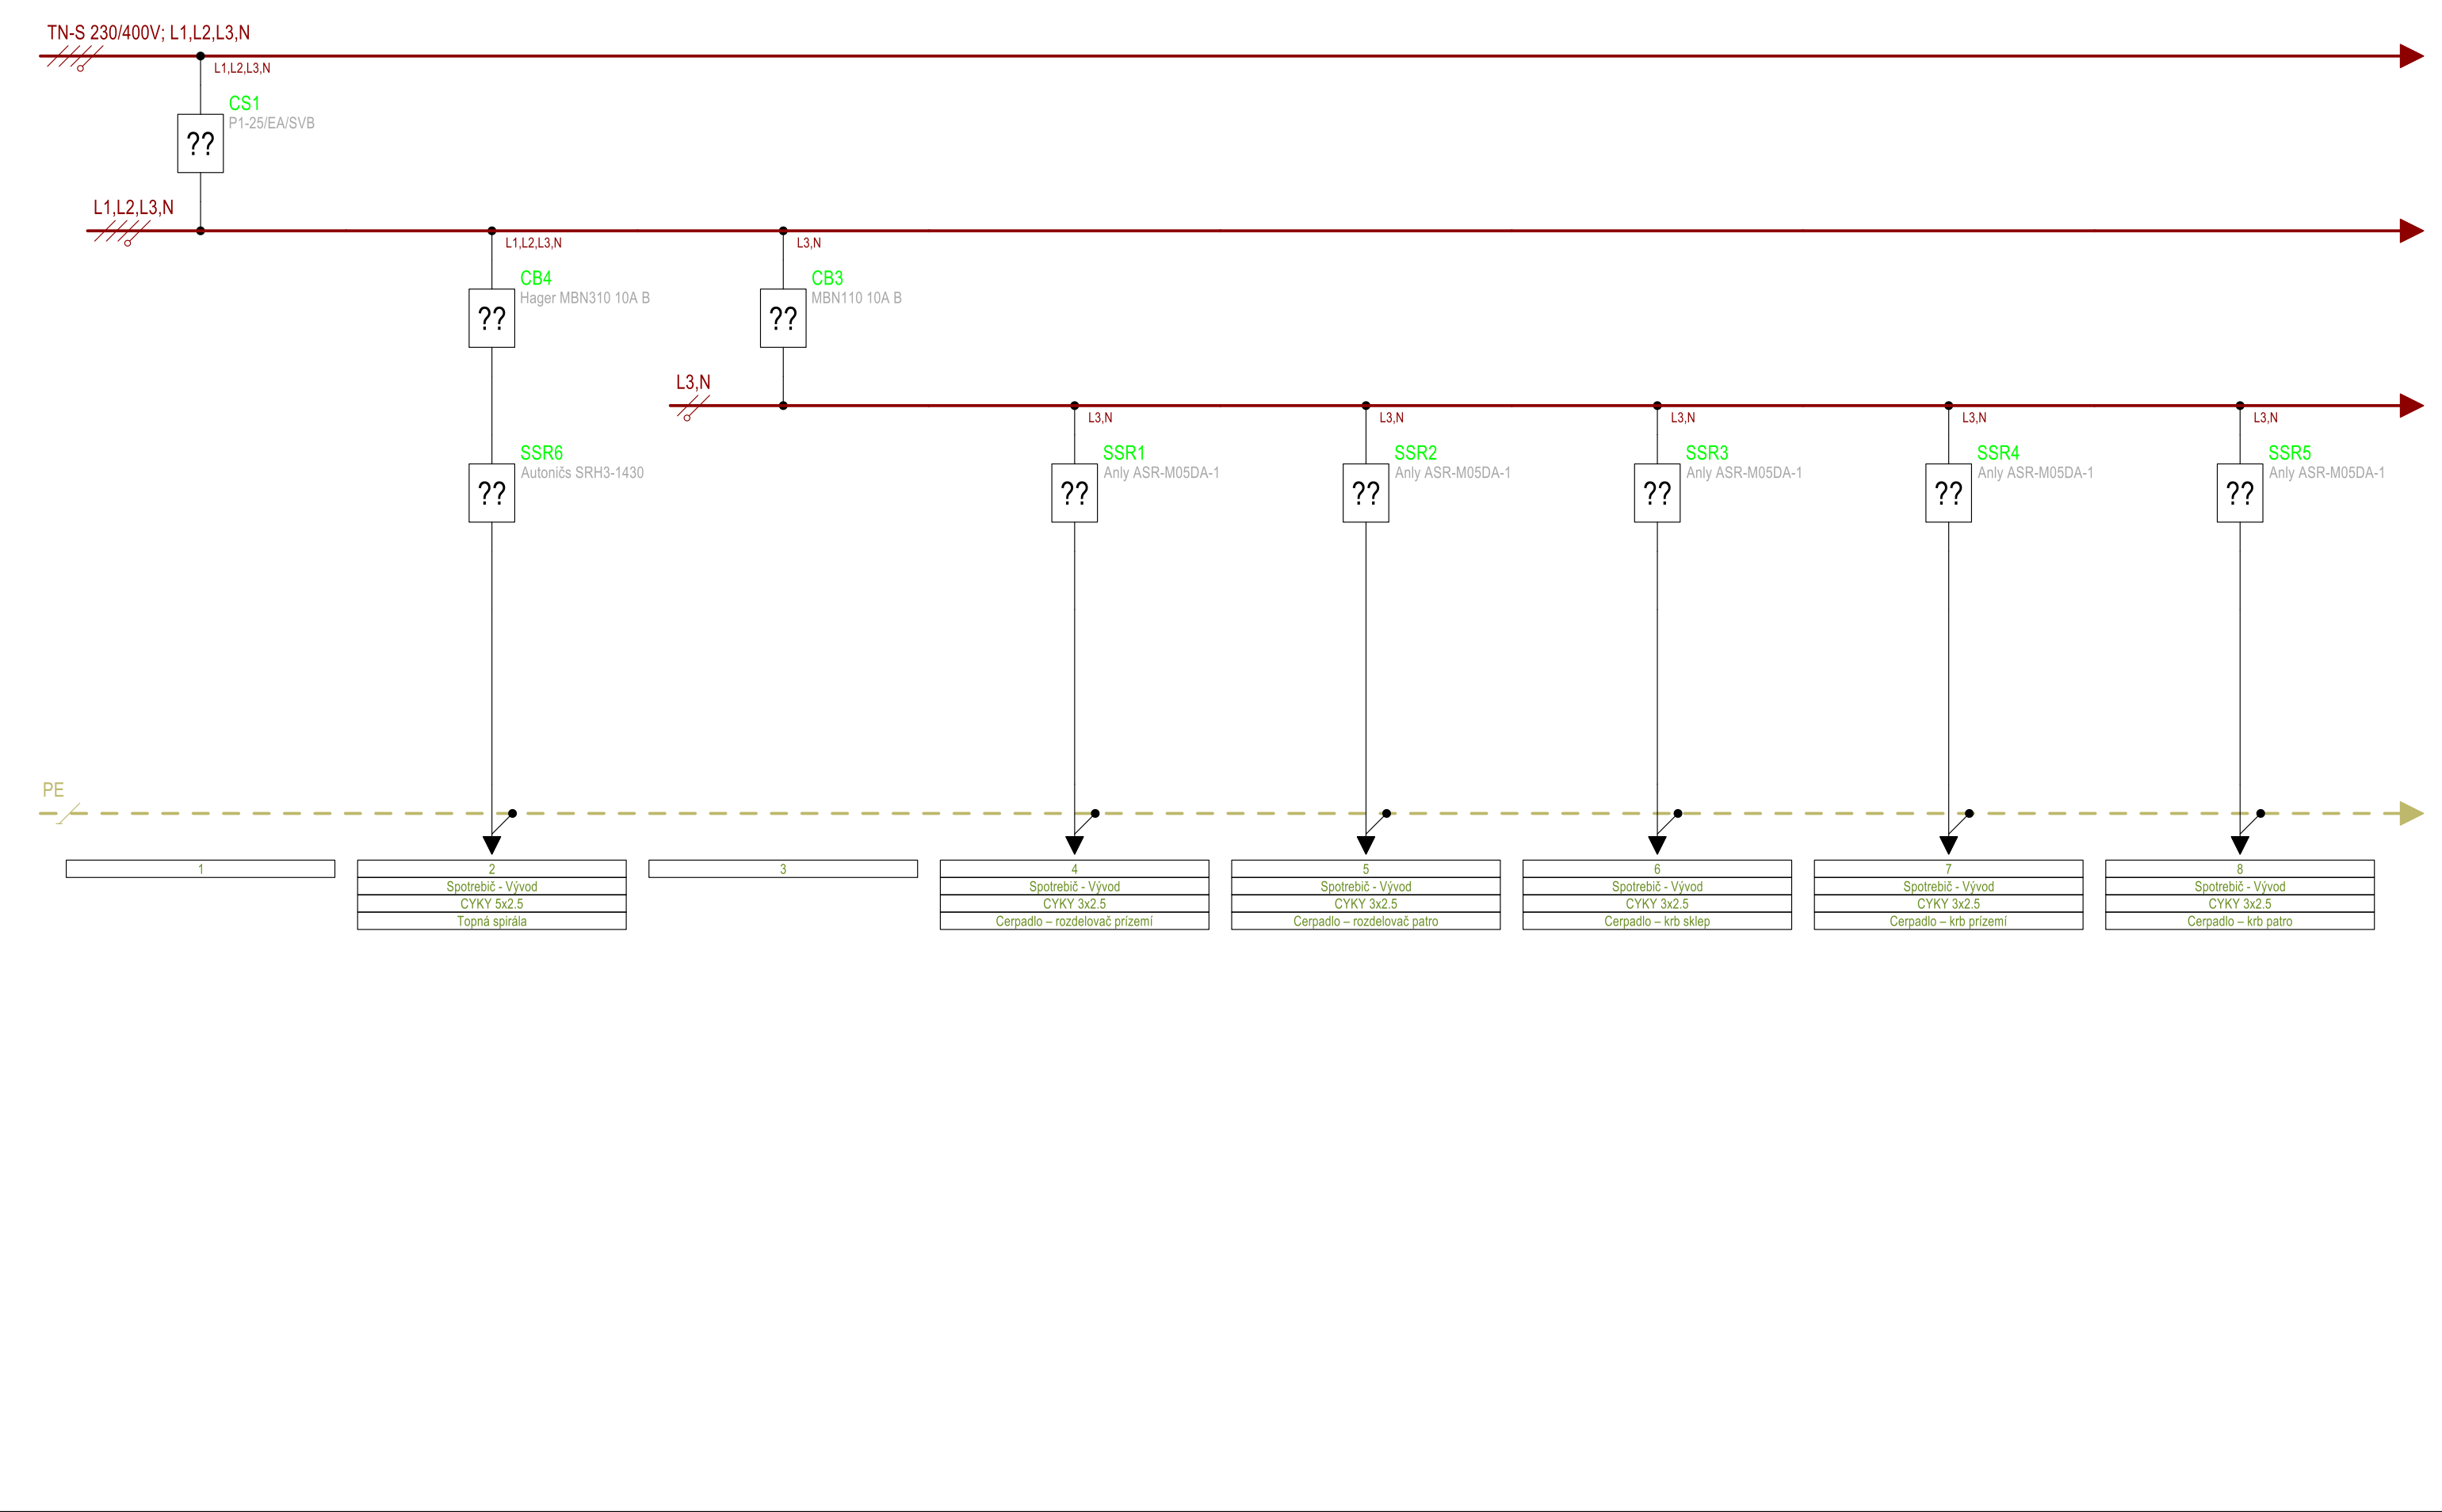 TN-S 230/400V; L1,L2,L3,N
L1,L2,L3,N
CS1
P1-25/EA/SVB
??
L1,L2,L3,N
L1,L2,L3,N
L3,N
CB4
Hager MBN310 10A B
??
CB3
MBN110 10A B
??
L3,N
L3,N
L3,N
L3,N
L3,N
L3,N
SSR6
Autoničs SRH3-1430
??
SSR1
Anly ASR-M05DA-1
??
SSR2
Anly ASR-M05DA-1
??
SSR3
Anly ASR-M05DA-1
??
SSR4
Anly ASR-M05DA-1
??
SSR5
Anly ASR-M05DA-1
??
PE
1
2
Spotrebič - Vývod
CYKY 5x2.5
Topná spirála
3
4
Spotrebič - Vývod
CYKY 3x2.5
Cerpadlo – rozdelovač prízemí
5
Spotrebič - Vývod
CYKY 3x2.5
Cerpadlo – rozdelovač patro
6
Spotrebič - Vývod
CYKY 3x2.5
Cerpadlo – krb sklep
7
Spotrebič - Vývod
CYKY 3x2.5
Cerpadlo – krb prízemí
8
Spotrebič - Vývod
CYKY 3x2.5
Cerpadlo – krb patro